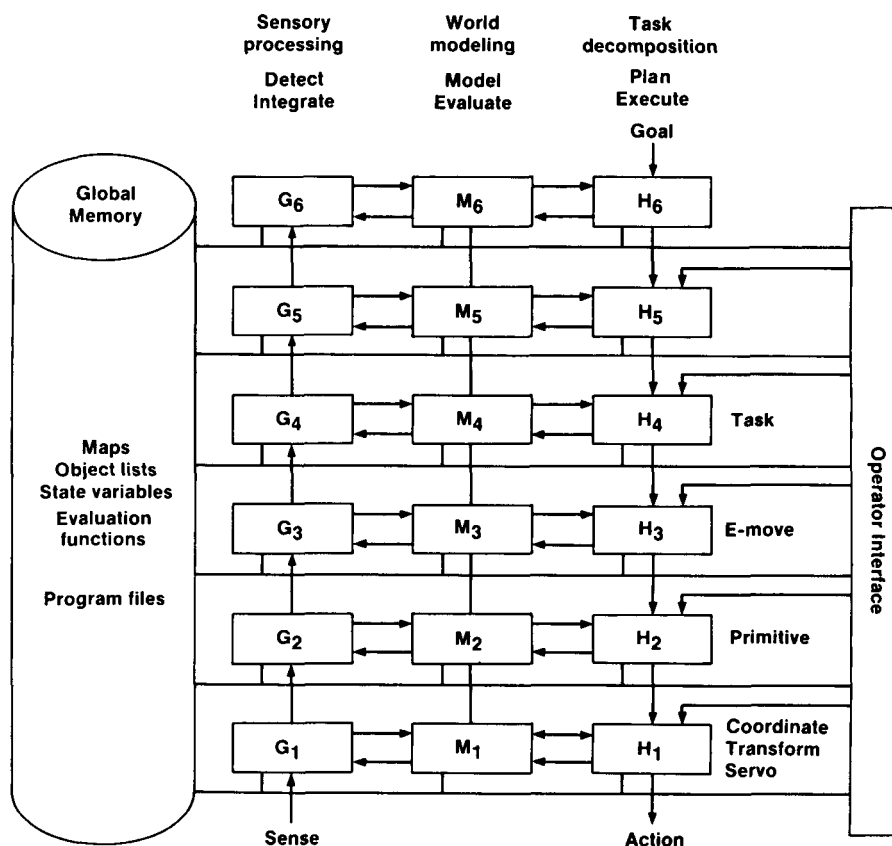 Sensory
processing
World
modeling
Task
decomposition
Detect
Integrate
Model
Evaluate
Plan
Execute
Goal
Global
Memory
G6
M6
H6
G5
M5
H5
G4
M4
H4
Task
Maps
Object lists
State variables
Evaluation
functions
G3
M3
H3
E-move
Program files
G2
M2
H2
Primitive
G1
M1
H1
Coordinate
Transform
Servo
Sense
Action
Operator Interface